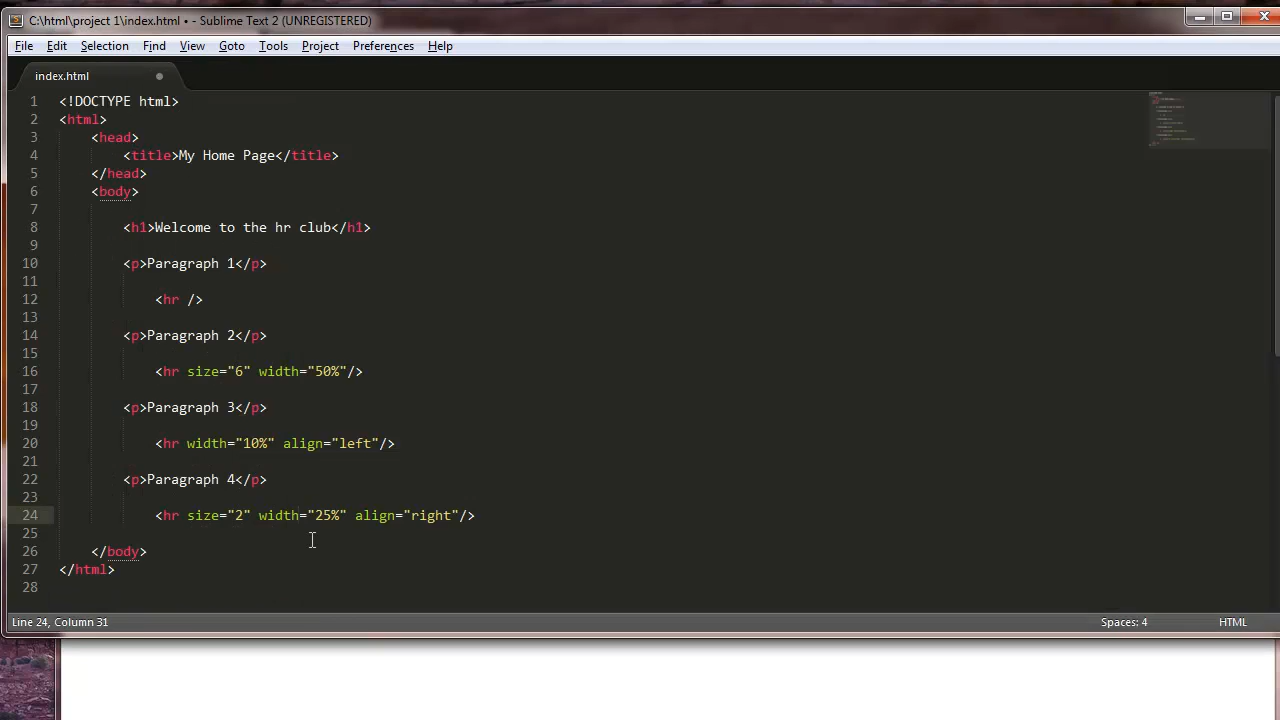 C:\html\project 1\index.html • - Sublime Text 2 (UNREGISTERED)
File Edit Selection Find View Goto Tools Project Preferences Help
index.html
1 <!DOCTYPE html>
2 <html>
3 <head>
4 <title>My Home Page</title>
5 </head>
6 <body>
7
8 <h1>Welcome to the hr club</h1>
9
10 <p>Paragraph 1</p>
11
12 <hr />
13
14 <p>Paragraph 2</p>
15
16 <hr size="6" width="50%"/>
17
18 <p>Paragraph 3</p>
19
20 <hr width="10%" align="left"/>
21
22 <p>Paragraph 4</p>
23
24 <hr size="2" width="25%" align="right"/>
25
26 </body>
27 </html>
28
Line 24, Column 31 Spaces: 4 HTML